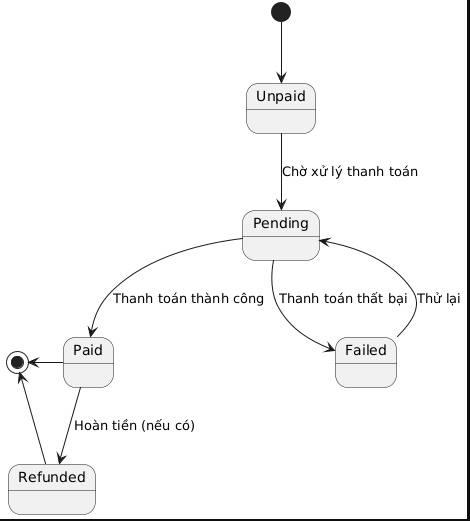 Unpaid
Chờ xử lý thanh toán
Pending
Thanh toán thành công
Thanh toán thất bại
Thử lại
Paid
Failed
Hoàn tiền (nếu có)
Refunded